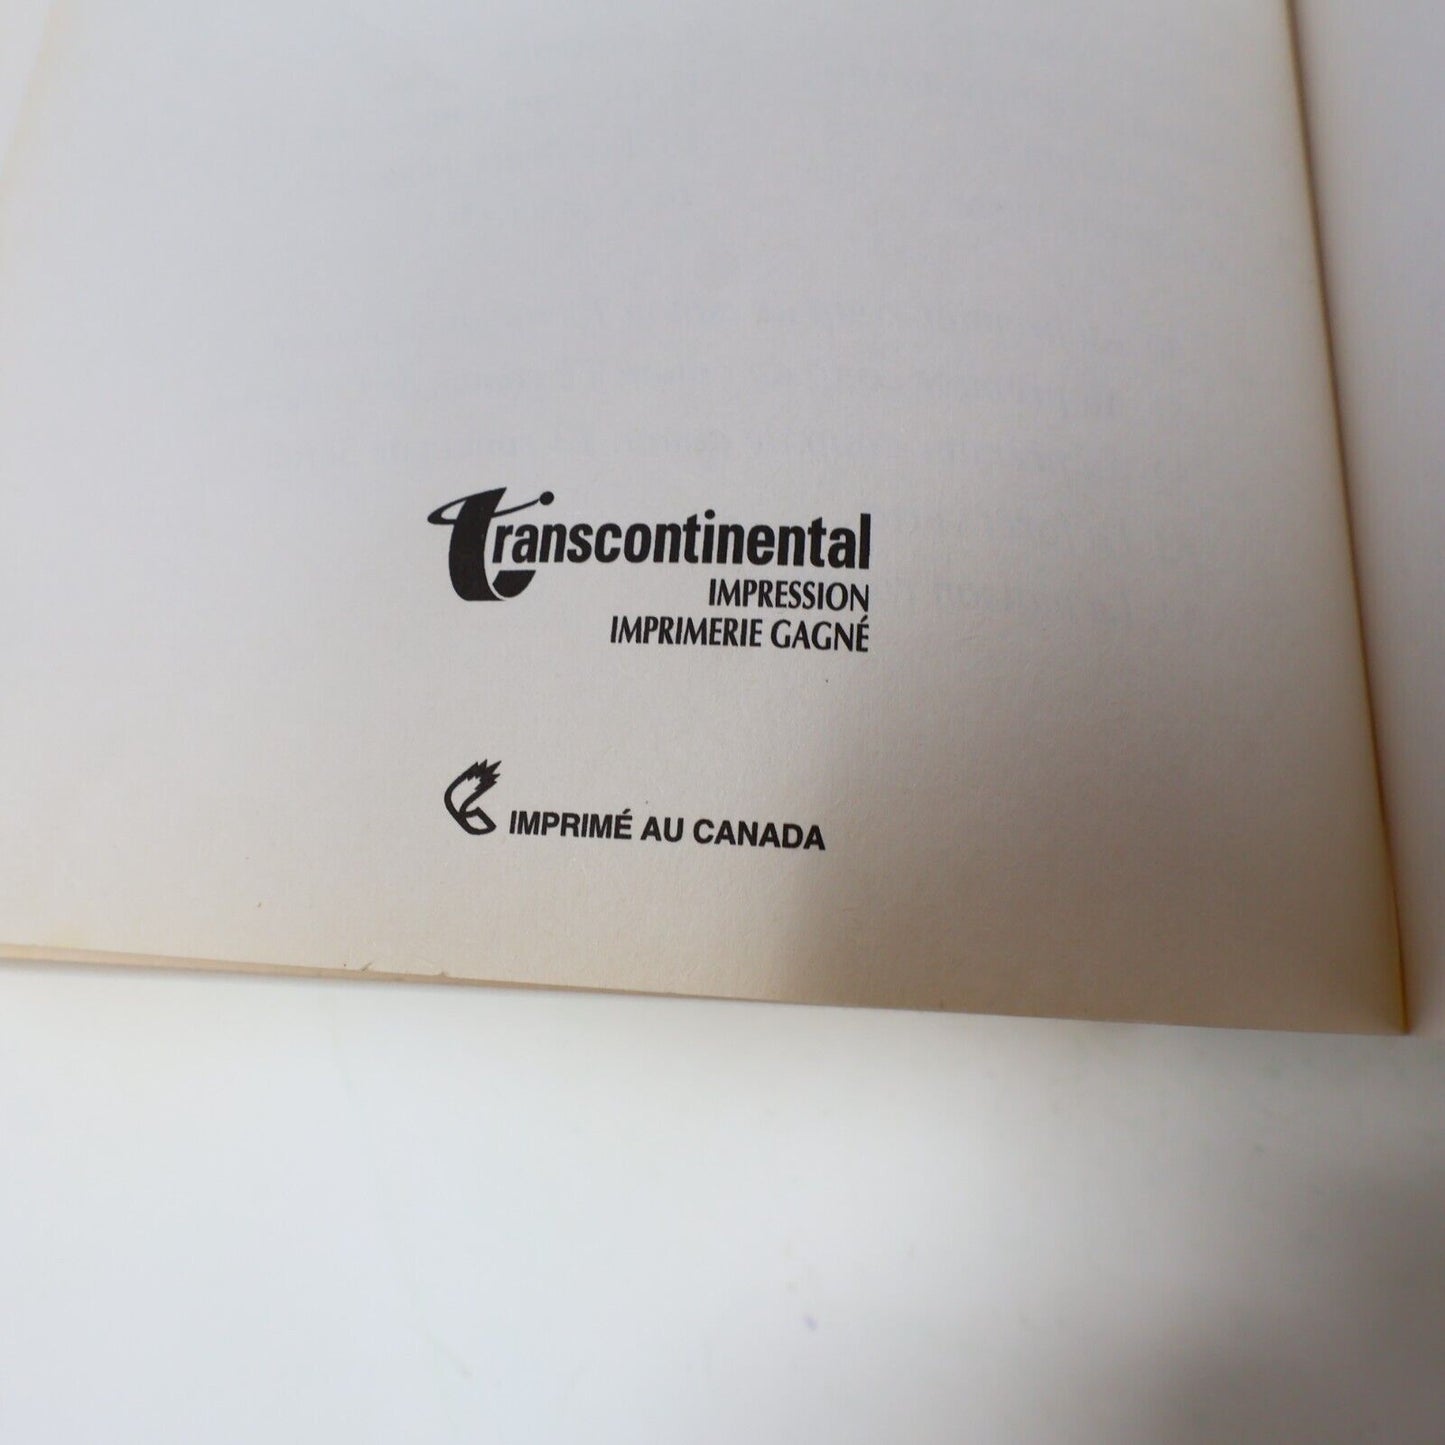 Transcontinental
IMPRESSION
IMPRIMERIE GAGNÉ
IMPRIMÉ AU CANADA